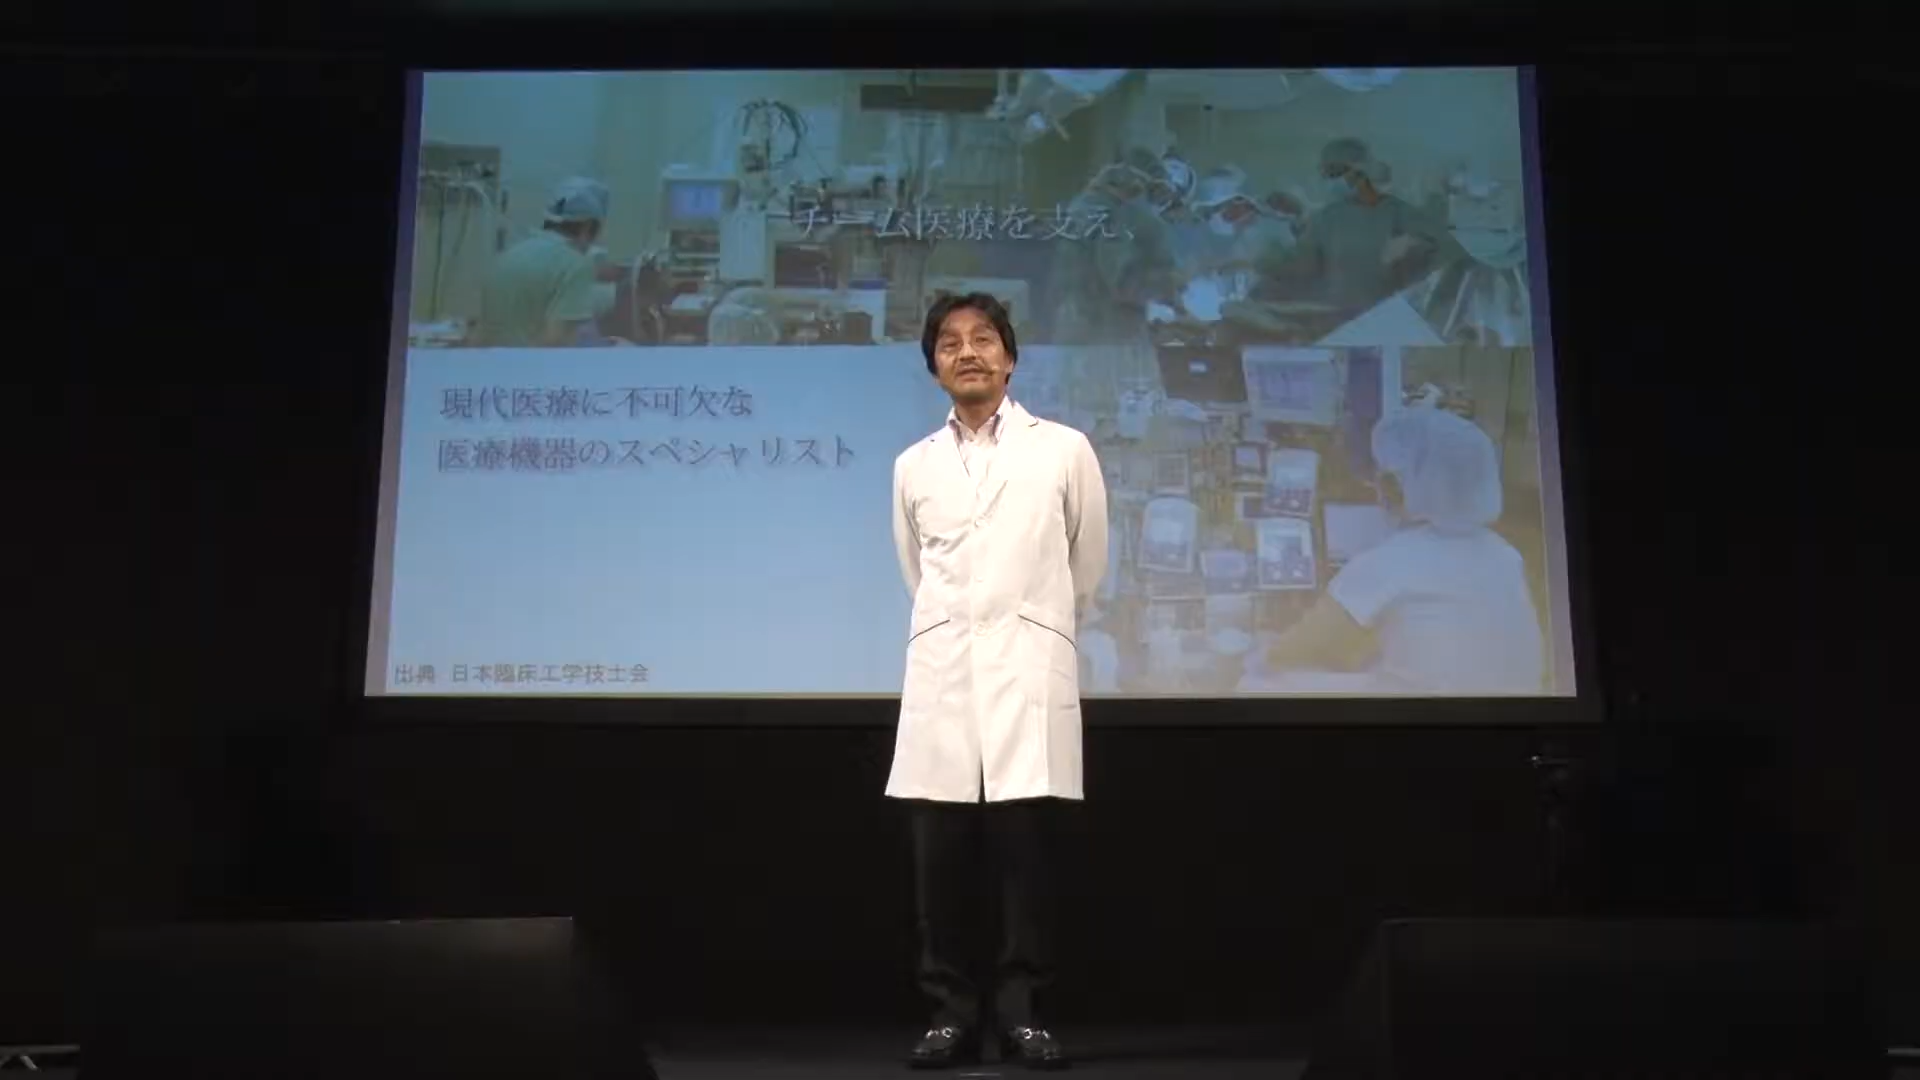 チーム医療を支え、
現代医療に不可欠な
医療機器のスペシャリスト
出典 日本臨床工学技士会